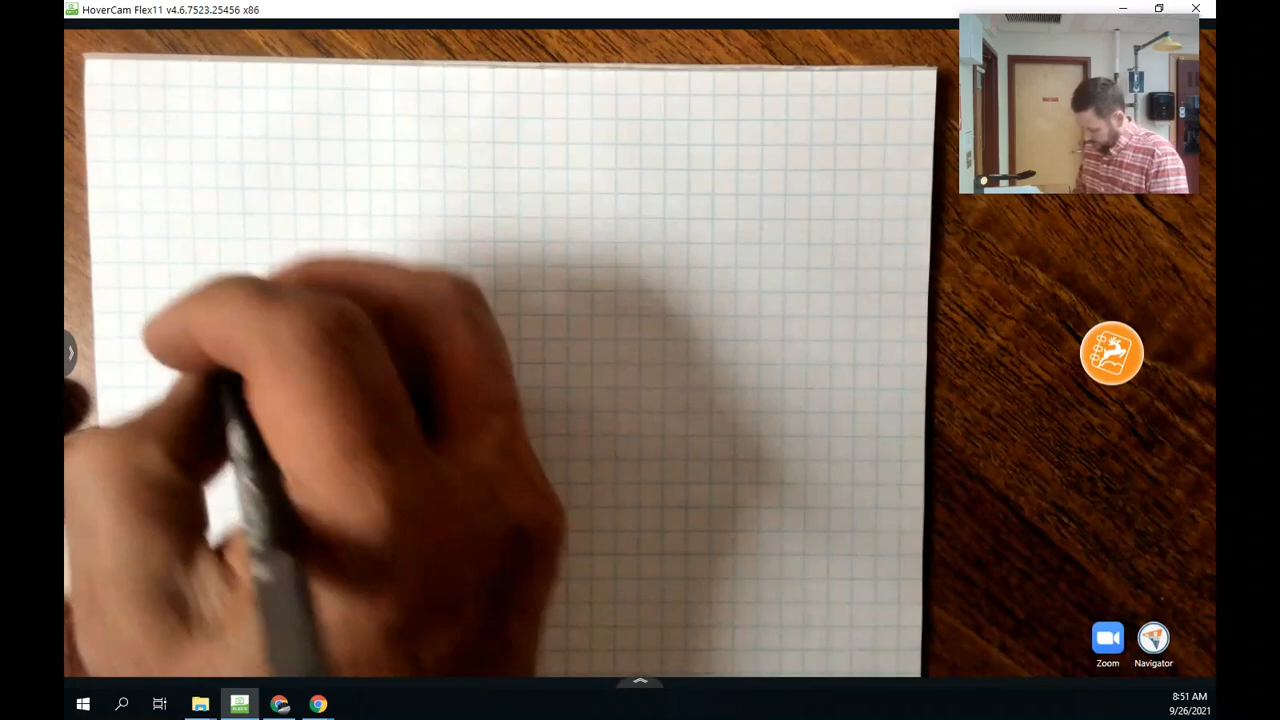 HoverCam Flex11 v4.6.7523.25456 x86
Zoom
Navigator
8:51 AM
9/26/2021